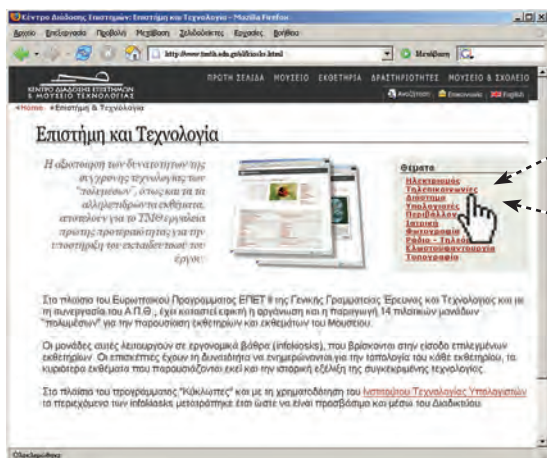 Κέντρο Διάδοσης Επιστημών: Επιστήμη και Τεχνολογία - Mozilla Firefox
Αρχείο Επεξεργασία Προβολή Μετάβαση Σελιδοδείκτες Εργαλεία Βοήθεια
Μετάβαση
ΠΡΩΤΗ ΣΕΛΙΔΑ ΜΟΥΣΕΙΟ ΕΚΘΕΤΗΡΙΑ ΔΡΑΣΤΗΡΙΟΤΗΤΕΣ ΜΟΥΣΕΙΟ & ΣΧΟΛΕΙΟ
ΚΕΝΤΡΟ ΔΙΑΔΟΣΗΣ ΕΠΙΣΤΗΜΩΝ
& ΜΟΥΣΕΙΟ ΤΕΧΝΟΛΟΓΙΑΣ
Αναζήτηση Επικοινωνία English
Home Επιστήμη & Τεχνολογία
Επιστήμη και Τεχνολογία
Η αξιοποίηση των δυνατοτήτων της
σύγχρονης τεχνολογίας των
"πολυμέσων", όπως και τα τα
αλληλεπιδρώντα εκθέματα,
αποτελούν για το ΤΜΘ εργαλεία
πρώτης προτεραιότητας για την
υποστήριξη του εκπαιδευτικού του
έργου.
Θέματα
Ηλεκτρισμός
Τηλεπικοινωνίες
Διάστημα
Υπολογιστές
Περιβάλλον
Ιατρική
Φωτογραφία
Ράδιο - Τηλεό
Κλωστοϋφαντουργία
Τοπογραφία
Στο πλαίσιο του Ευρωπαϊκού Προγράμματος ΕΠΕΤ ΙΙ της Γενικής Γραμματείας Έρευνας και Τεχνολογίας και με
τη συνεργασία του Α.Π.Θ., έχει καταστεί εφικτή η οργάνωση και η παραγωγή 14 πιλοτικών μονάδων
"πολυμέσων" για την παρουσίαση εκθετηρίων και εκθεμάτων του Μουσείου.
Οι μονάδες αυτές λειτουργούν σε εργονομικά βάθρα (infokiosks), που βρίσκονται στην είσοδο επιλεγμένων
εκθετηρίων. Οι επισκέπτες έχουν τη δυνατότητα να ενημερώνονται για την τοπολογία του κάθε εκθετηρίου, τα
κυριότερα εκθέματα που παρουσιάζονται εκεί και την ιστορική εξέλιξη της συγκεκριμένης τεχνολογίας.
Στο πλαίσιο του προγράμματος "Κύκλωπες" και με τη χρηματοδότηση του Ινστιτούτου Τεχνολογίας Υπολογιστών
το περιεχόμενο των infokiosks μετατράπηκε έτσι ώστε να είναι προσβάσιμο και μέσω του Διαδικτύου.
Ολοκληρώθηκε